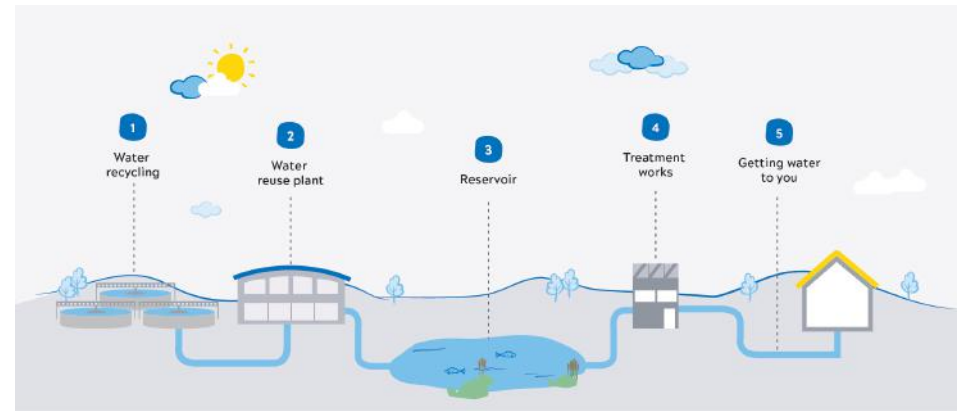 1
Water
recycling
2
Water
reuse plant
3
Reservoir
4
Treatment
works
5
Getting water
to you